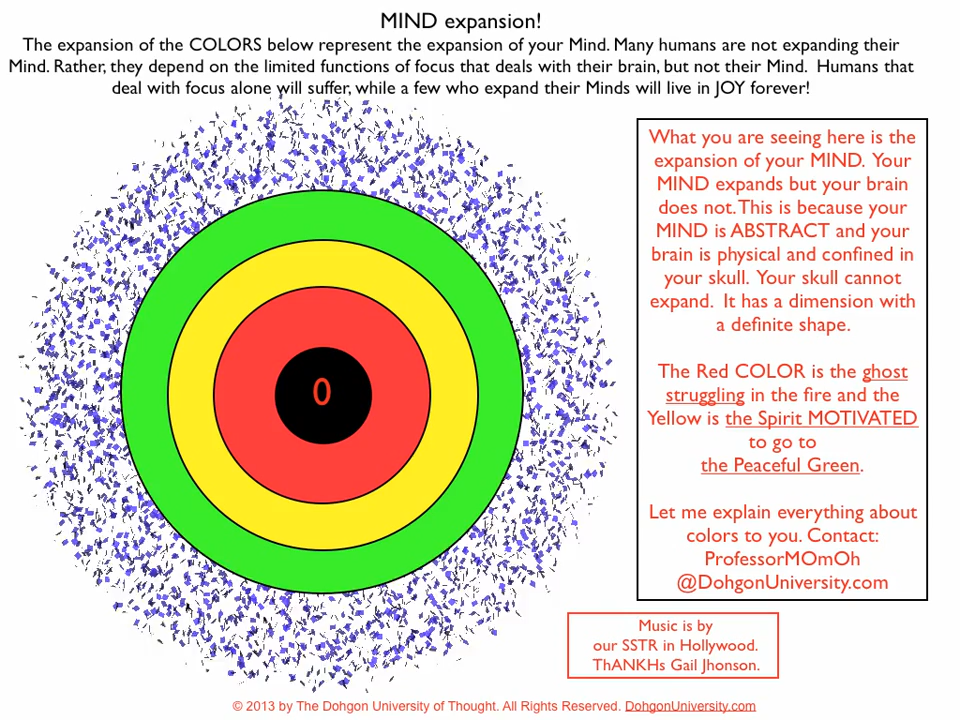 MIND expansion!
The expansion of the COLORS below represent the expansion of your Mind. Many humans are not expanding their
Mind. Rather, they depend on the limited functions of focus that deals with their brain, but not their Mind.  Humans that
deal with focus alone will suffer, while a few who expand their Minds will live in JOY forever!
What you are seeing here is the
expansion of your MIND.  Your
MIND expands but your brain
does not. This is because your
MIND is ABSTRACT and your
brain is physical and confined in
your skull.  Your skull cannot
expand.  It has a dimension with
a definite shape.
The Red COLOR is the ghost
struggling in the fire and the
Yellow is the Spirit MOTIVATED
to go to
the Peaceful Green.
Let me explain everything about
colors to you. Contact:
ProfessorMOmOh
@DohgonUniversity.com
0
Music is by
our SSTR in Hollywood.
ThANKHs Gail Jhonson.
© 2013 by The Dohgon University of Thought. All Rights Reserved. DohgonUniversity.com